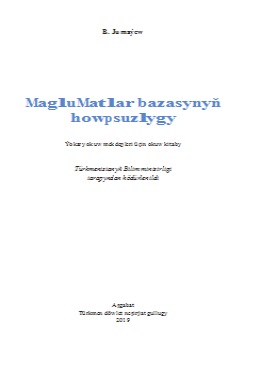 B. Jumaýew
MagluMatlar bazasynyň
howpsuzlygy
Ýokary okuw mekdepleri üçin okuw kitaby
Türkmenistanyň Bilim ministrligi
tarapyndan hödürlenildi
Aşgabat
Türkmen döwlet neşirýat gullugy
2019